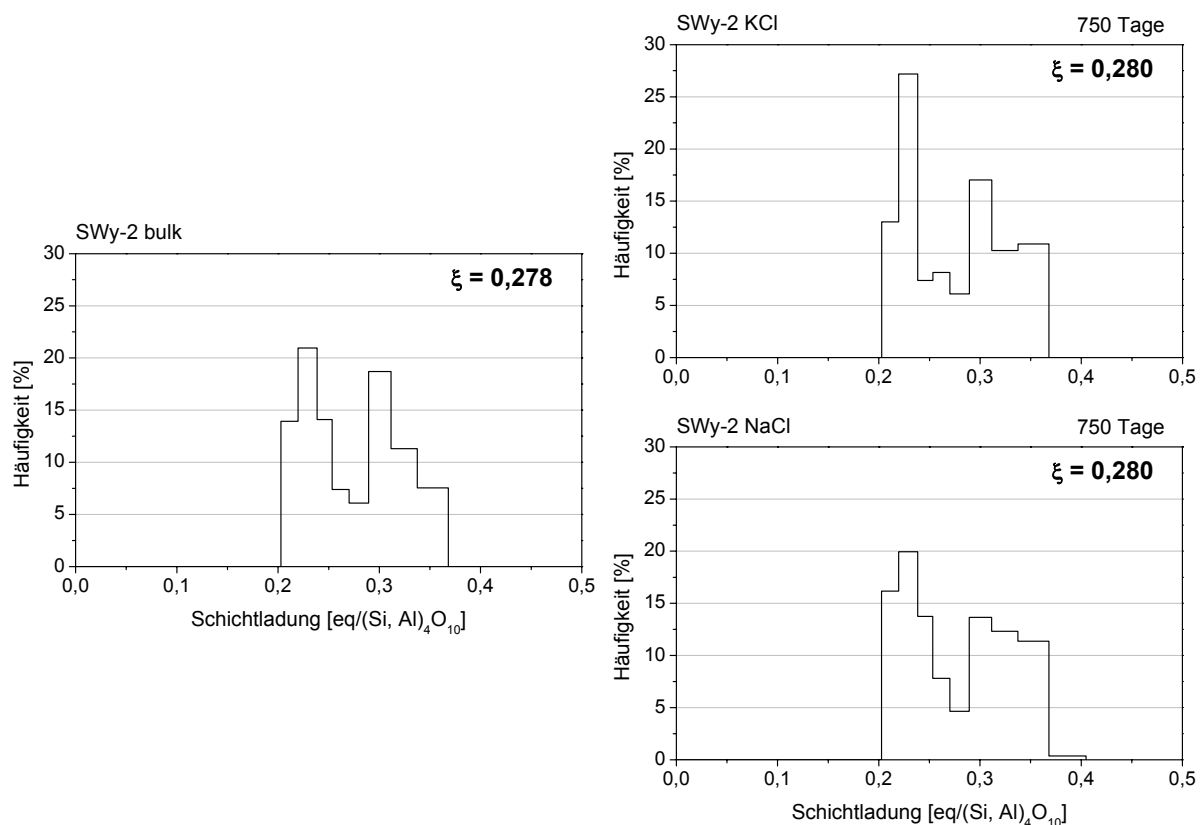 SWy-2 bulk
ξ = 0,278
Häufigkeit [%]
30
25
20
15
10
5
0
0,0 0,1 0,2 0,3 0,4 0,5
Schichtladung [eq/(Si, Al)₄O₁₀]
SWy-2 KCl 750 Tage
ξ = 0,280
Häufigkeit [%]
30
25
20
15
10
5
0
0,0 0,1 0,2 0,3 0,4 0,5
SWy-2 NaCl 750 Tage
ξ = 0,280
Häufigkeit [%]
30
25
20
15
10
5
0
0,0 0,1 0,2 0,3 0,4 0,5
Schichtladung [eq/(Si, Al)₄O₁₀]